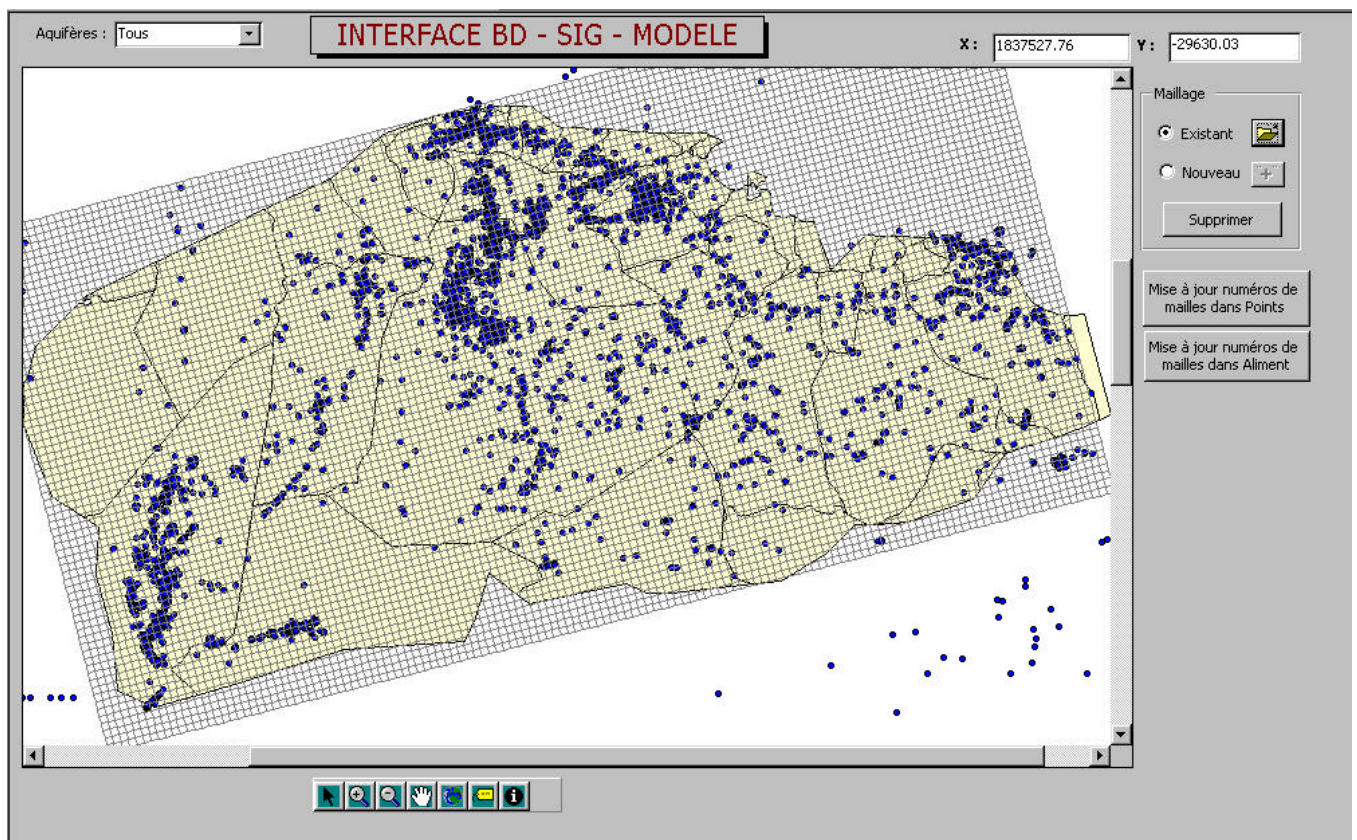 Aquifères : Tous
INTERFACE BD - SIG - MODELE
X : 1837527.76 Y : -29630.03
Maillage
Existant
Nouveau
Supprimer
Mise à jour numéros de
mailles dans Points
Mise à jour numéros de
mailles dans Aliment